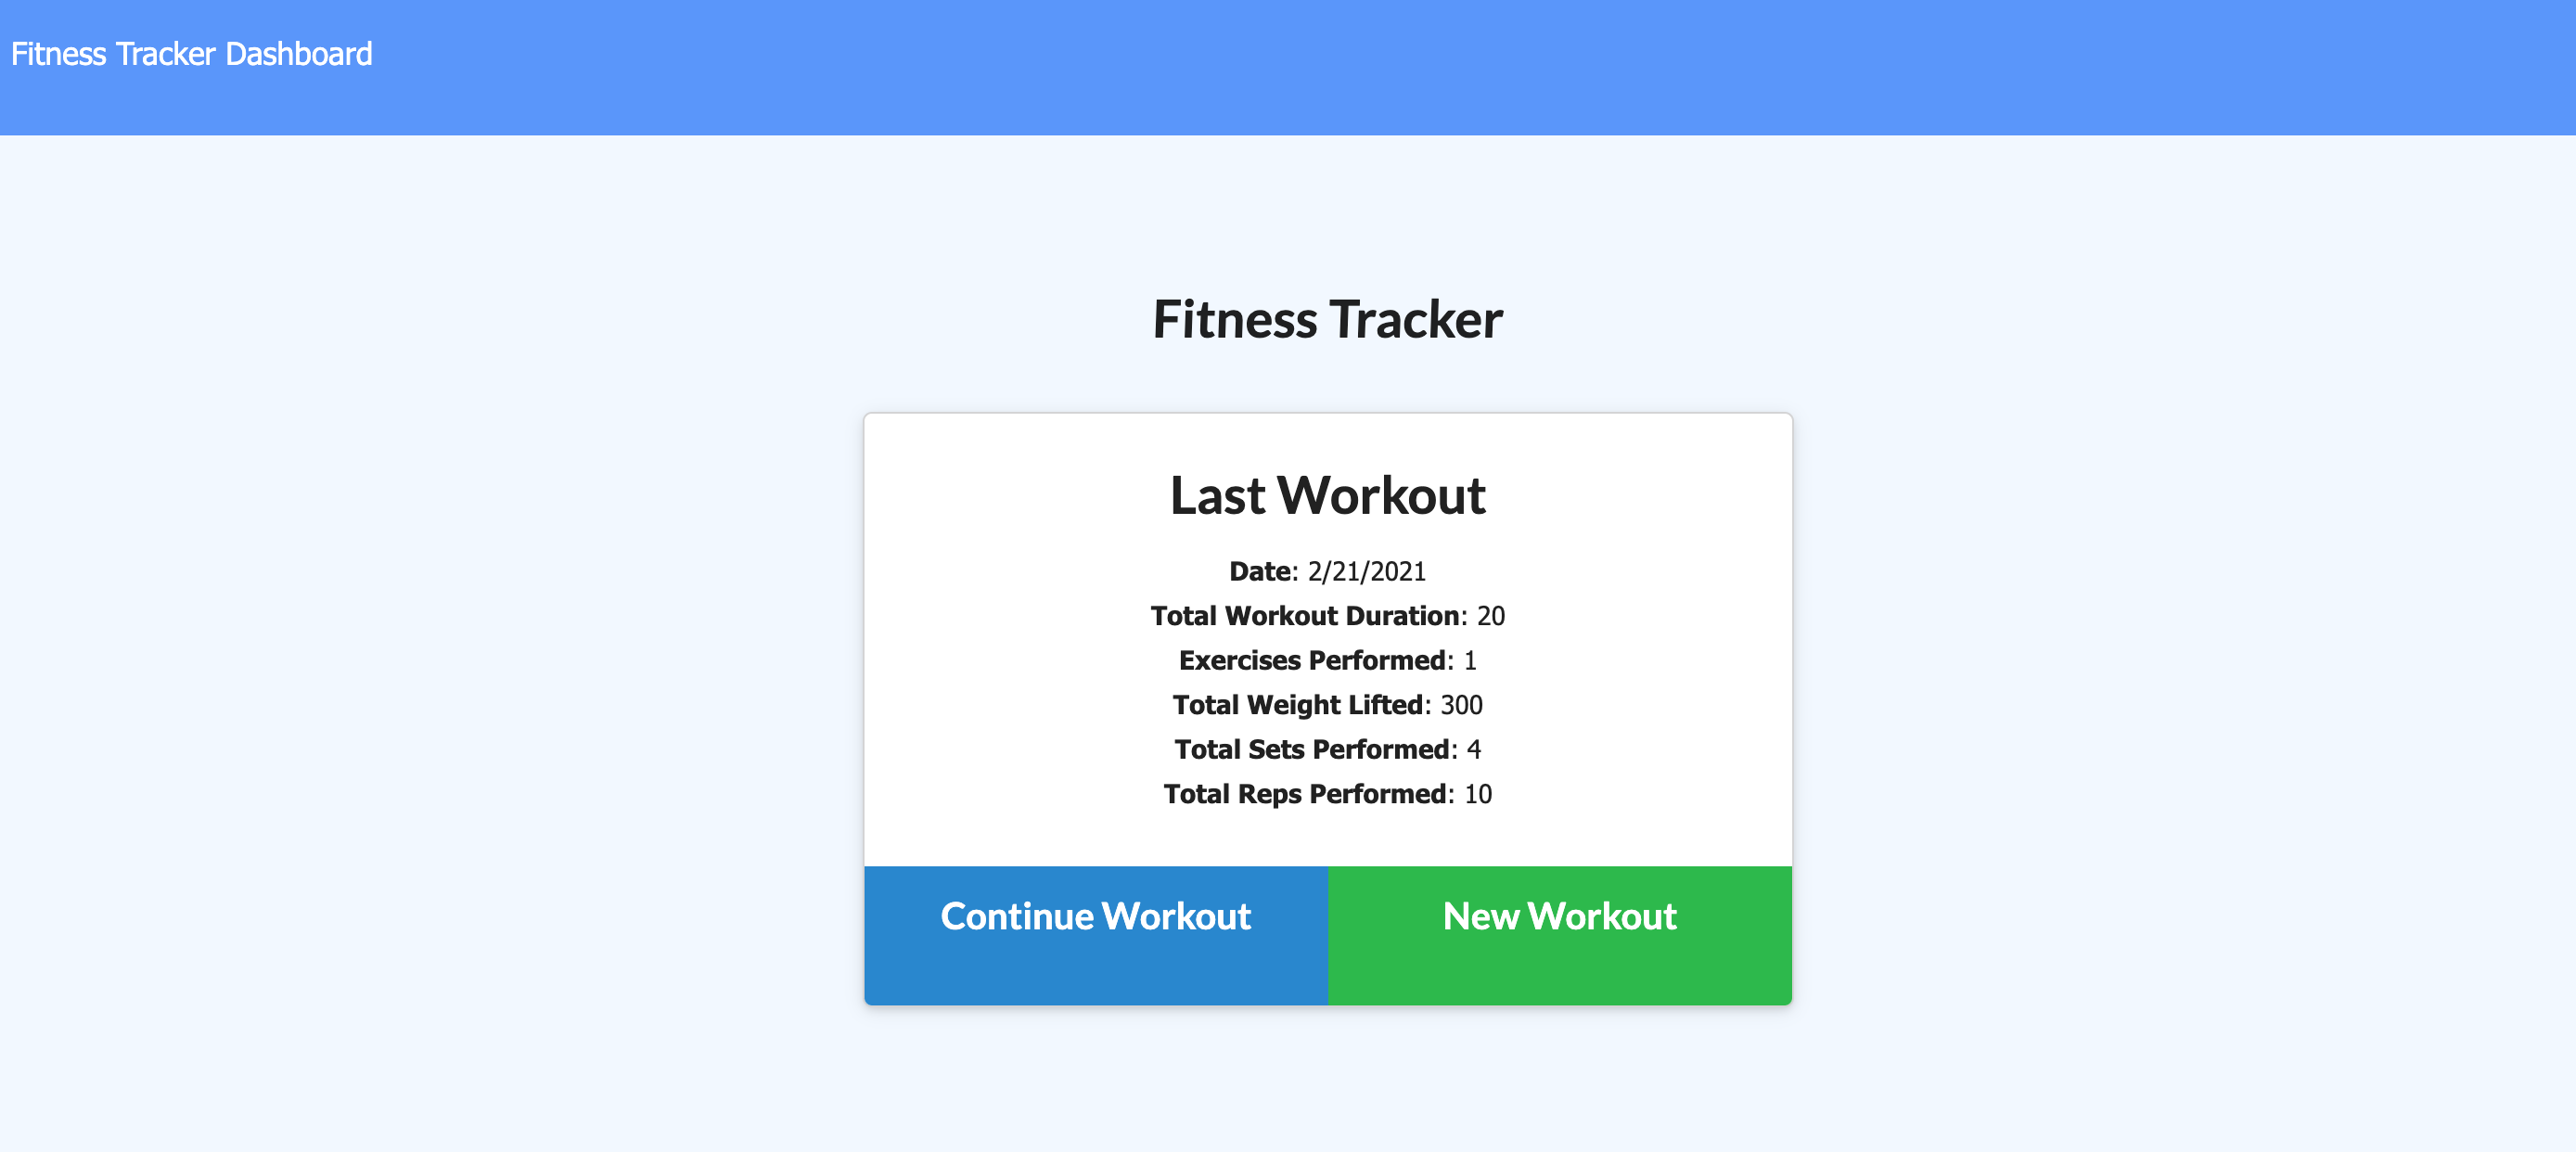 Fitness Tracker Dashboard
Fitness Tracker
Last Workout
Date: 2/21/2021
Total Workout Duration: 20
Exercises Performed: 1
Total Weight Lifted: 300
Total Sets Performed: 4
Total Reps Performed: 10
Continue Workout
New Workout